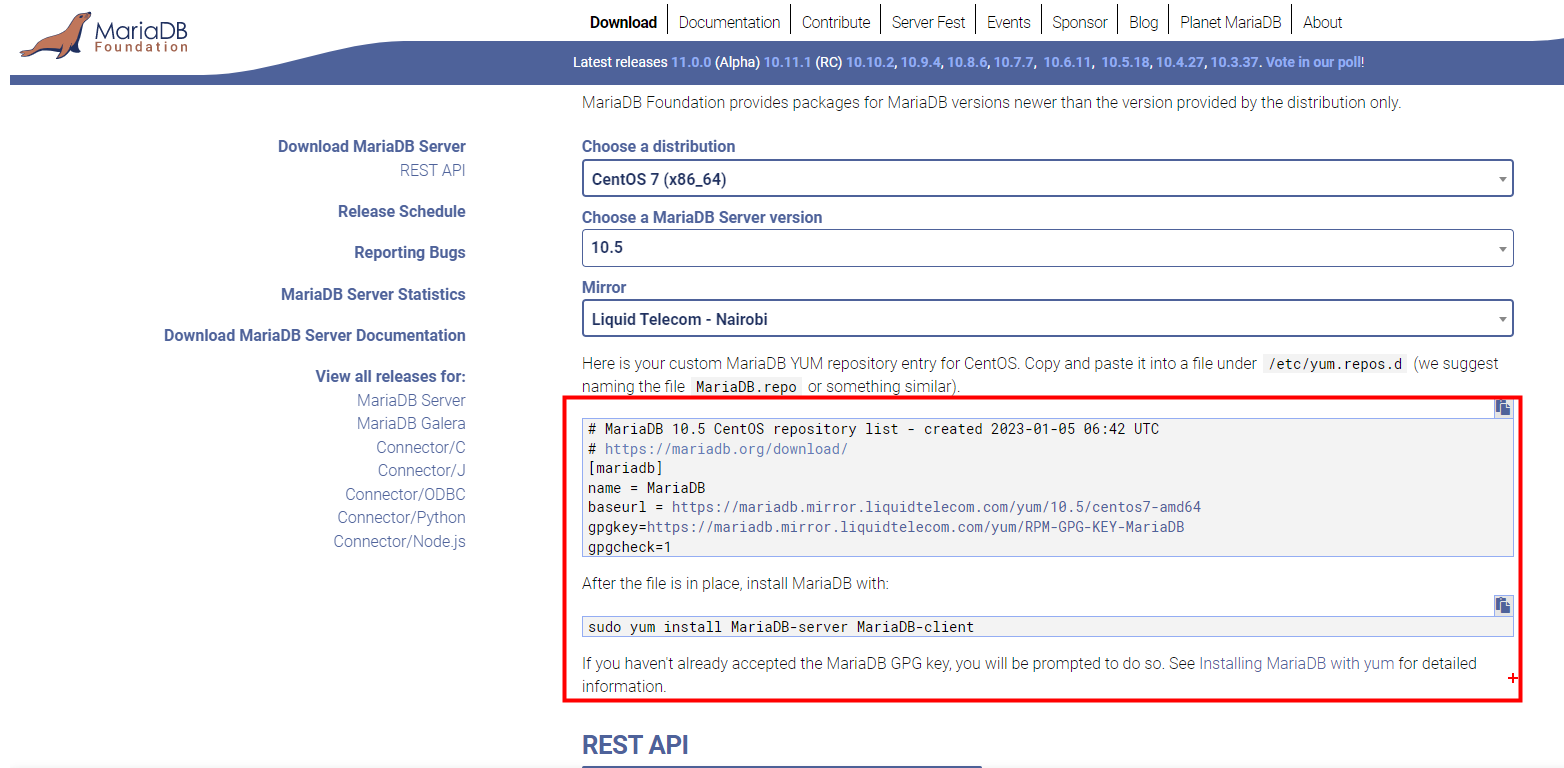 MariaDB
Foundation
Download
Documentation
Contribute
Server Fest
Events
Sponsor
Blog
Planet MariaDB
About
Latest releases 11.0.0 (Alpha) 10.11.1 (RC) 10.10.2, 10.9.4, 10.8.6, 10.7.7, 10.6.11, 10.5.18, 10.4.27, 10.3.37. Vote in our poll!
Download MariaDB Server
REST API
Release Schedule
Reporting Bugs
MariaDB Server Statistics
Download MariaDB Server Documentation
View all releases for:
MariaDB Server
MariaDB Galera
Connector/C
Connector/J
Connector/ODBC
Connector/Python
Connector/Node.js
MariaDB Foundation provides packages for MariaDB versions newer than the version provided by the distribution only.
Choose a distribution
CentOS 7 (x86_64)
Choose a MariaDB Server version
10.5
Mirror
Liquid Telecom - Nairobi
Here is your custom MariaDB YUM repository entry for CentOS. Copy and paste it into a file under /etc/yum.repos.d (we suggest
naming the file MariaDB.repo or something similar).
# MariaDB 10.5 CentOS repository list - created 2023-01-05 06:42 UTC
# https://mariadb.org/download/
[mariadb]
name = MariaDB
baseurl = https://mariadb.mirror.liquidtelecom.com/yum/10.5/centos7-amd64
gpgkey=https://mariadb.mirror.liquidtelecom.com/yum/RPM-GPG-KEY-MariaDB
gpgcheck=1
After the file is in place, install MariaDB with:
sudo yum install MariaDB-server MariaDB-client
If you haven't already accepted the MariaDB GPG key, you will be prompted to do so. See Installing MariaDB with yum for detailed
information.
REST API